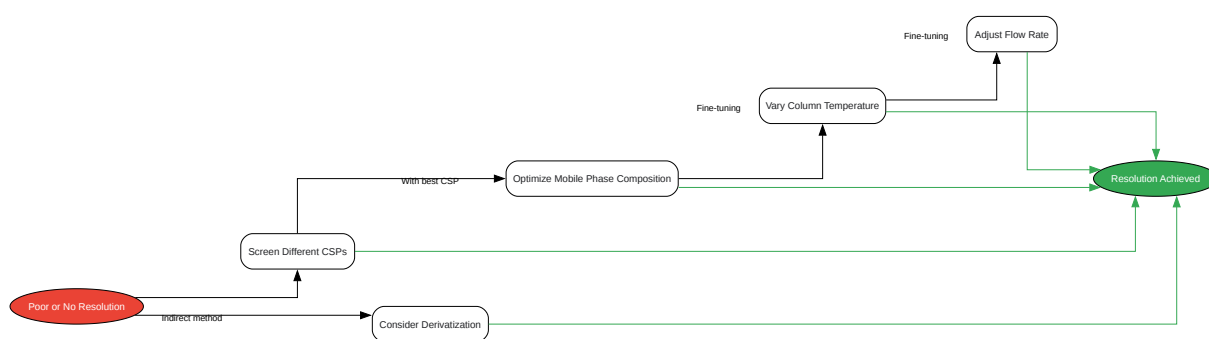 Adjust Flow Rate
Fine-tuning
Vary Column Temperature
Fine-tuning
Optimize Mobile Phase Composition
With best CSP
Resolution Achieved
Screen Different CSPs
Poor or No Resolution
Indirect method
Consider Derivatization